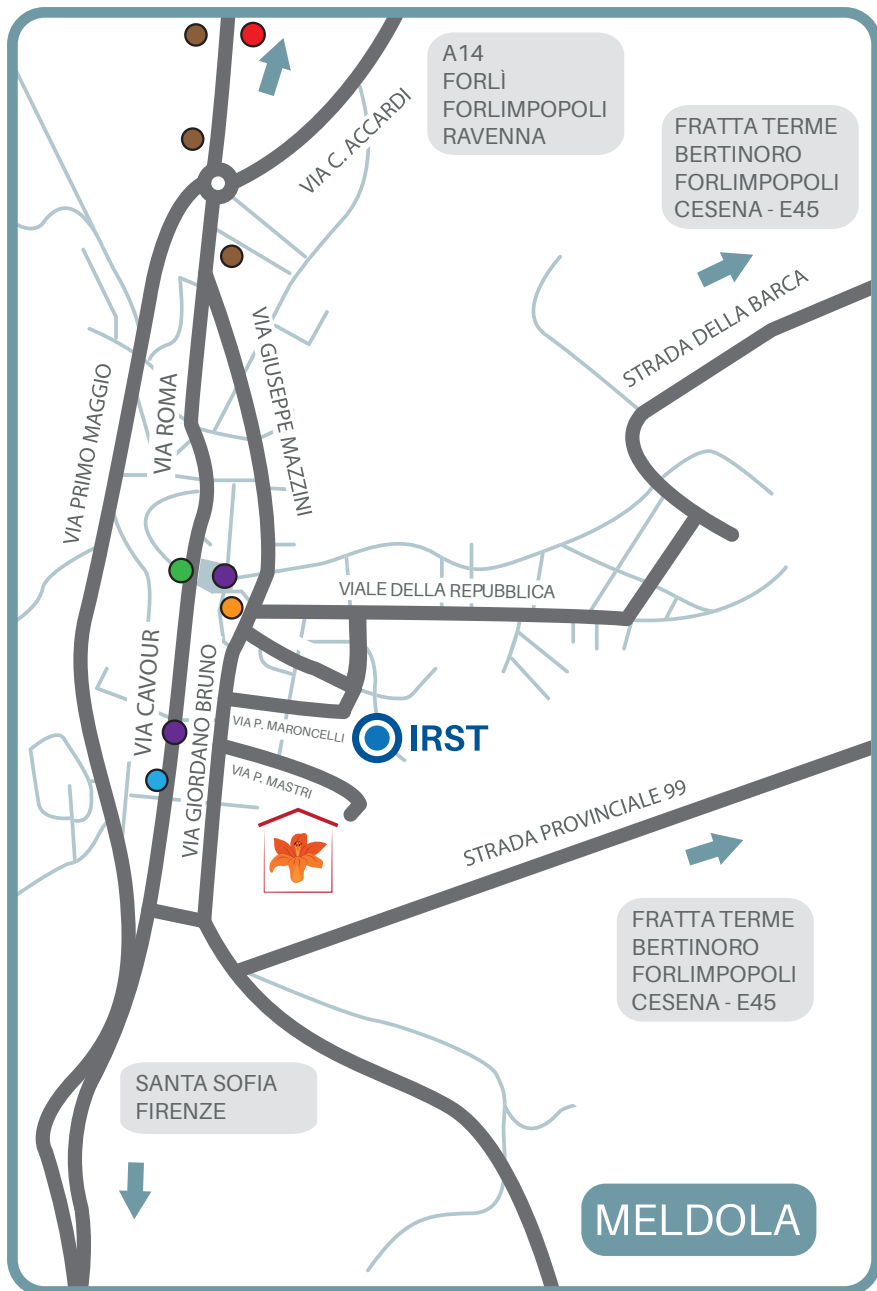 A14
FORLÌ
FORLIMPOPOLI
RAVENNA
VIA C. ACCARDI
FRATTA TERME
BERTINORO
FORLIMPOPOLI
CESENA - E45
STRADA DELLA BARCA
VIA PRIMO MAGGIO
VIA ROMA
VIA GIUSEPPE MAZZINI
VIALE DELLA REPUBBLICA
VIA CAVOUR
VIA GIORDANO BRUNO
VIA P. MARONCELLI
IRST
VIA P. MASTRI
STRADA PROVINCIALE 99
FRATTA TERME
BERTINORO
FORLIMPOPOLI
CESENA - E45
SANTA SOFIA
FIRENZE
MELDOLA